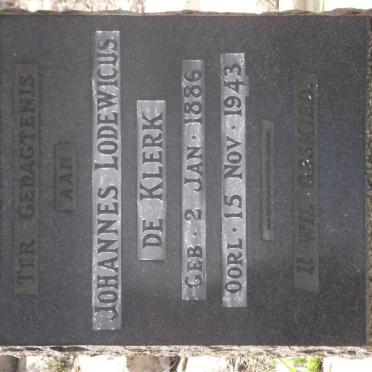 TER GEDAGTENIS
AAN
JOHANNES LODEWICUS
DE KLERK
GEB. 2 JAN. 1886
OORL. 15 NOV. 1943
U WIL GESKIED